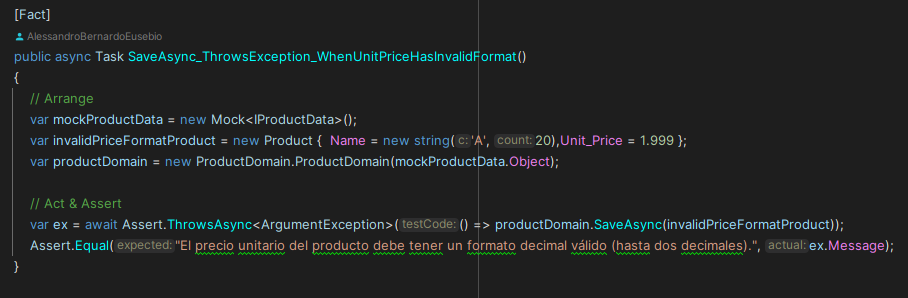 [Fact]
AlessandroBernardoEusebio
public async Task SaveAsync_ThrowsException_WhenUnitPriceHasInvalidFormat()
{
// Arrange
var mockProductData = new Mock<IProductData>();
var invalidPriceFormatProduct = new Product { Name = new string(c: 'A', count: 20),Unit_Price = 1.999 };
var productDomain = new ProductDomain.ProductDomain(mockProductData.Object);
// Act & Assert
var ex = await Assert.ThrowsAsync<ArgumentException>(testCode: () => productDomain.SaveAsync(invalidPriceFormatProduct));
Assert.Equal(expected: "El precio unitario del producto debe tener un formato decimal válido (hasta dos decimales).", actual: ex.Message);
}